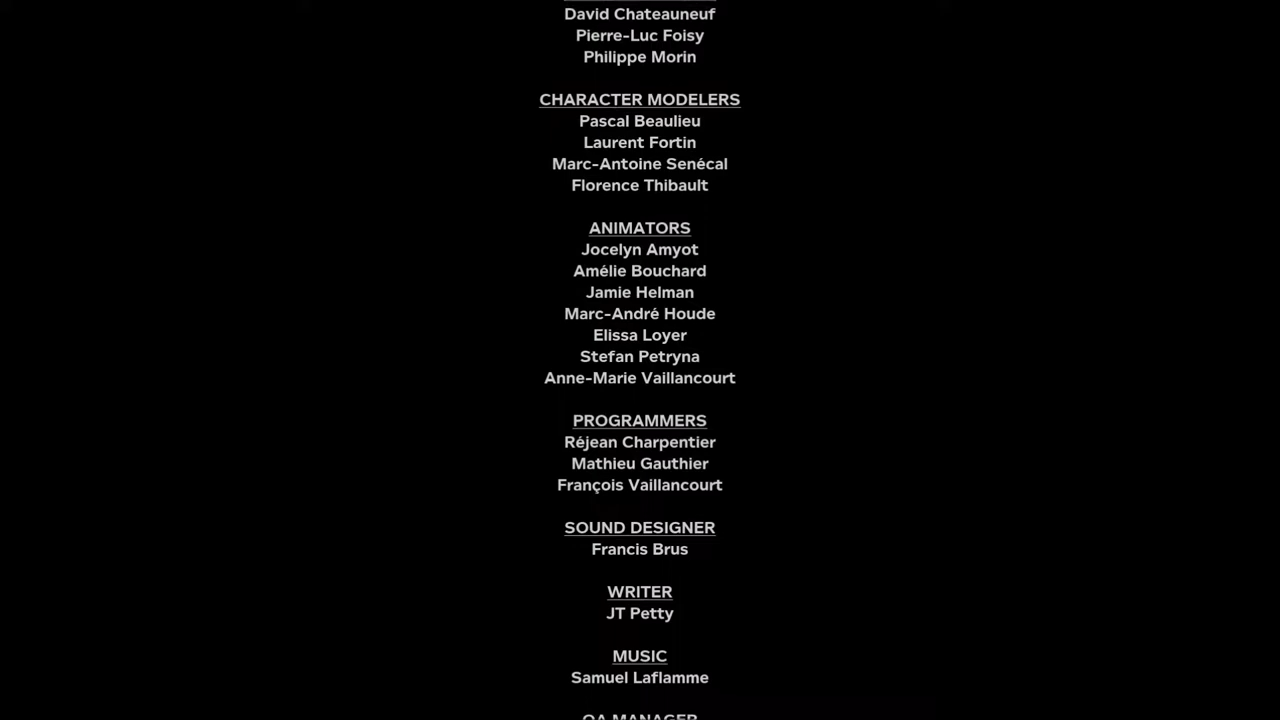 David Chateauneuf
Pierre-Luc Foisy
Philippe Morin
CHARACTER MODELERS
Pascal Beaulieu
Laurent Fortin
Marc-Antoine Senécal
Florence Thibault
ANIMATORS
Jocelyn Amyot
Amélie Bouchard
Jamie Helman
Marc-André Houde
Elissa Loyer
Stefan Petryna
Anne-Marie Vaillancourt
PROGRAMMERS
Réjean Charpentier
Mathieu Gauthier
François Vaillancourt
SOUND DESIGNER
Francis Brus
WRITER
JT Petty
MUSIC
Samuel Laflamme
QA MANAGER